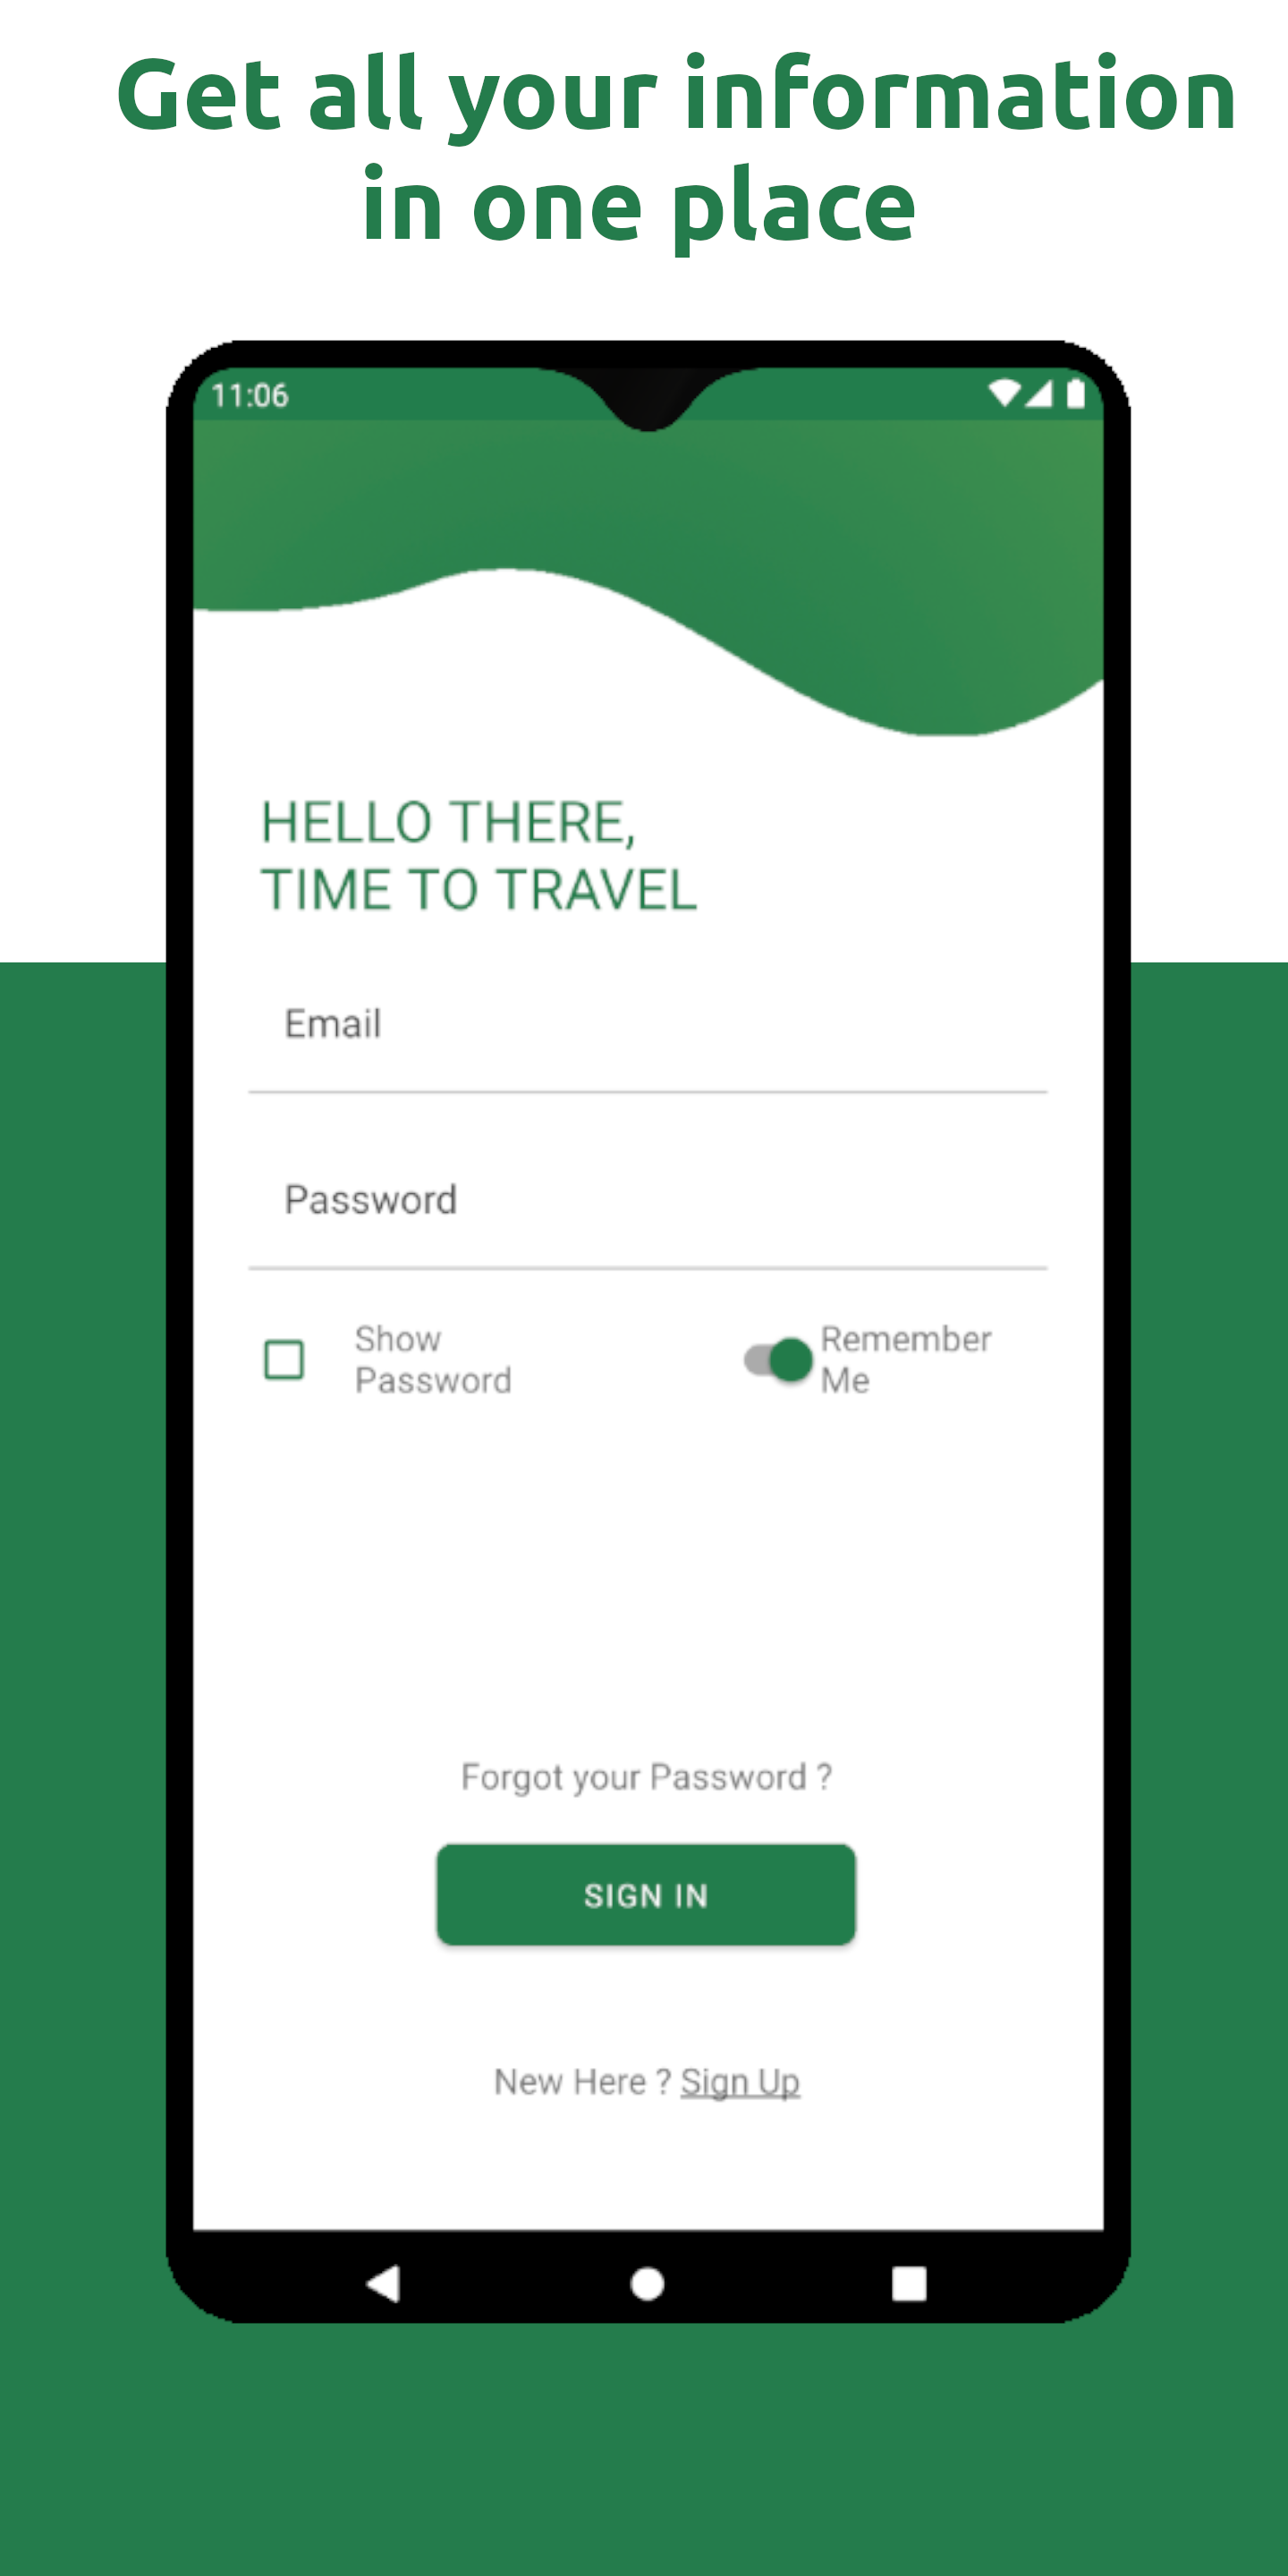 Get all your information
in one place
11:06
HELLO THERE,
TIME TO TRAVEL
Email
Password
Show
Password
Remember
Me
Forgot your Password ?
SIGN IN
New Here ? Sign Up